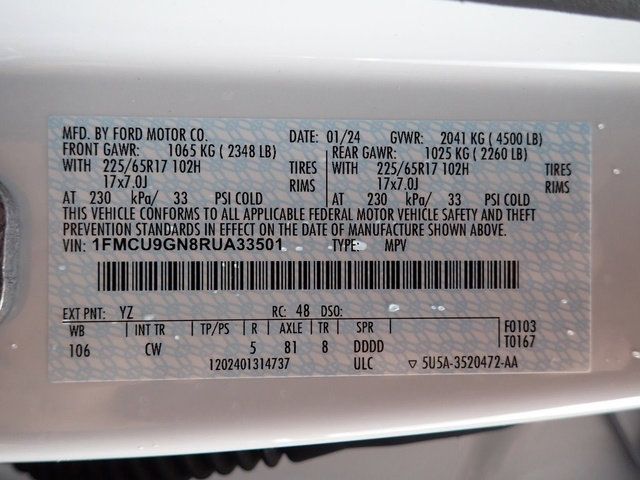 MFD. BY FORD MOTOR CO. DATE: 01/24 GVWR: 2041 KG ( 4500 LB)
FRONT GAWR: 1065 KG ( 2348 LB) REAR GAWR: 1025 KG ( 2260 LB)
WITH 225/65R17 102H TIRES WITH 225/65R17 102H TIRES
17x7.0J RIMS 17x7.0J RIMS
AT 230 kPa/ 33 PSI COLD AT 230 kPa/ 33 PSI COLD
THIS VEHICLE CONFORMS TO ALL APPLICABLE FEDERAL MOTOR VEHICLE SAFETY AND THEFT
PREVENTION STANDARDS IN EFFECT ON THE DATE OF MANUFACTURE SHOWN ABOVE.
VIN: 1FMCU9GN8RUA33501 TYPE: MPV
EXT PNT: YZ RC: 48 DSO:
WB INT TR TP/PS R AXLE TR SPR F0103
106 CW 5 81 8 DDDD T0167
1202401314737 ULC ▽ 5U5A-3520472-AA